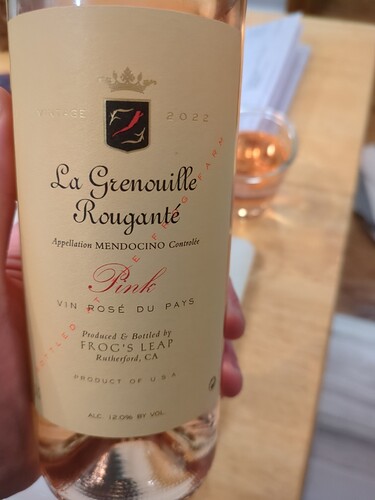 2022
La Grenouille
Rouganté
Appellation MENDOCINO Controlée
Pink
VIN ROSÉ DU PAYS
Produced & Bottled by
FROG'S LEAP
Rutherford, CA
PRODUCT OF U.S.A
ALC. 12.0% BY VOL.